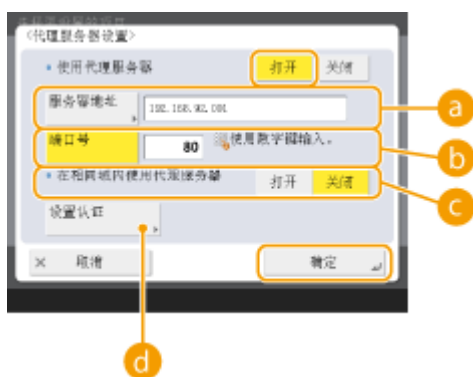 <代理服务器设置>
使用代理服务器 打开 关闭
a
服务器地址 192.168.92.001
端口号 80 使用数字键输入。
b
在相同域内使用代理服务器 打开 关闭
c
设置认证
× 取消 确定
d